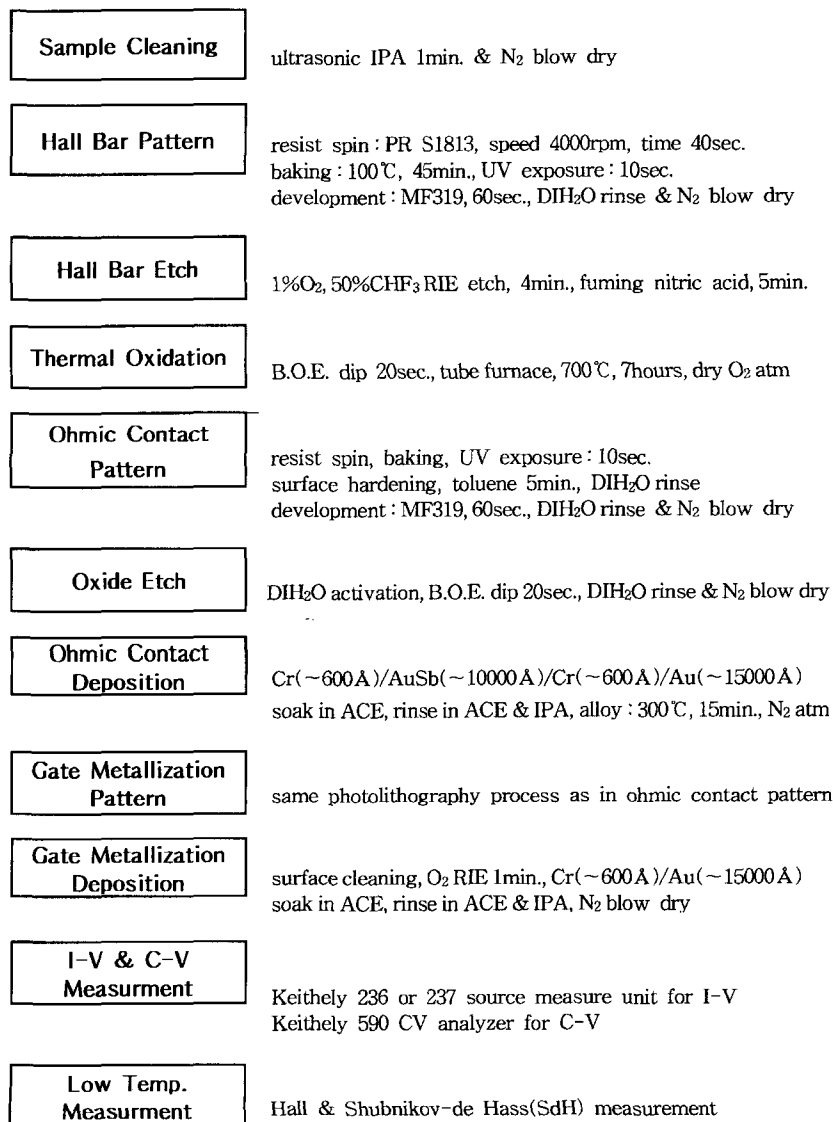 Sample Cleaning
ultrasonic IPA 1min. & N₂ blow dry
Hall Bar Pattern
resist spin : PR S1813, speed 4000rpm, time 40sec.
baking : 100℃, 45min., UV exposure : 10sec.
development : MF319, 60sec., DIH₂O rinse & N₂ blow dry
Hall Bar Etch
1%O₂, 50%CHF₃ RIE etch, 4min., fuming nitric acid, 5min.
Thermal Oxidation
B.O.E. dip 20sec., tube furnace, 700℃, 7hours, dry O₂ atm
Ohmic Contact
Pattern
resist spin, baking, UV exposure : 10sec.
surface hardening, toluene 5min., DIH₂O rinse
development : MF319, 60sec., DIH₂O rinse & N₂ blow dry
Oxide Etch
DIH₂O activation, B.O.E. dip 20sec., DIH₂O rinse & N₂ blow dry
Ohmic Contact
Deposition
Cr(~600Å)/AuSb(~10000Å)/Cr(~600Å)/Au(~15000Å)
soak in ACE, rinse in ACE & IPA, alloy : 300℃, 15min., N₂ atm
Gate Metallization
Pattern
same photolithography process as in ohmic contact pattern
Gate Metallization
Deposition
surface cleaning, O₂ RIE 1min., Cr(~600Å)/Au(~15000Å)
soak in ACE, rinse in ACE & IPA, N₂ blow dry
I-V & C-V
Measurment
Keithely 236 or 237 source measure unit for I-V
Keithely 590 CV analyzer for C-V
Low Temp.
Measurment
Hall & Shubnikov-de Hass(SdH) measurement